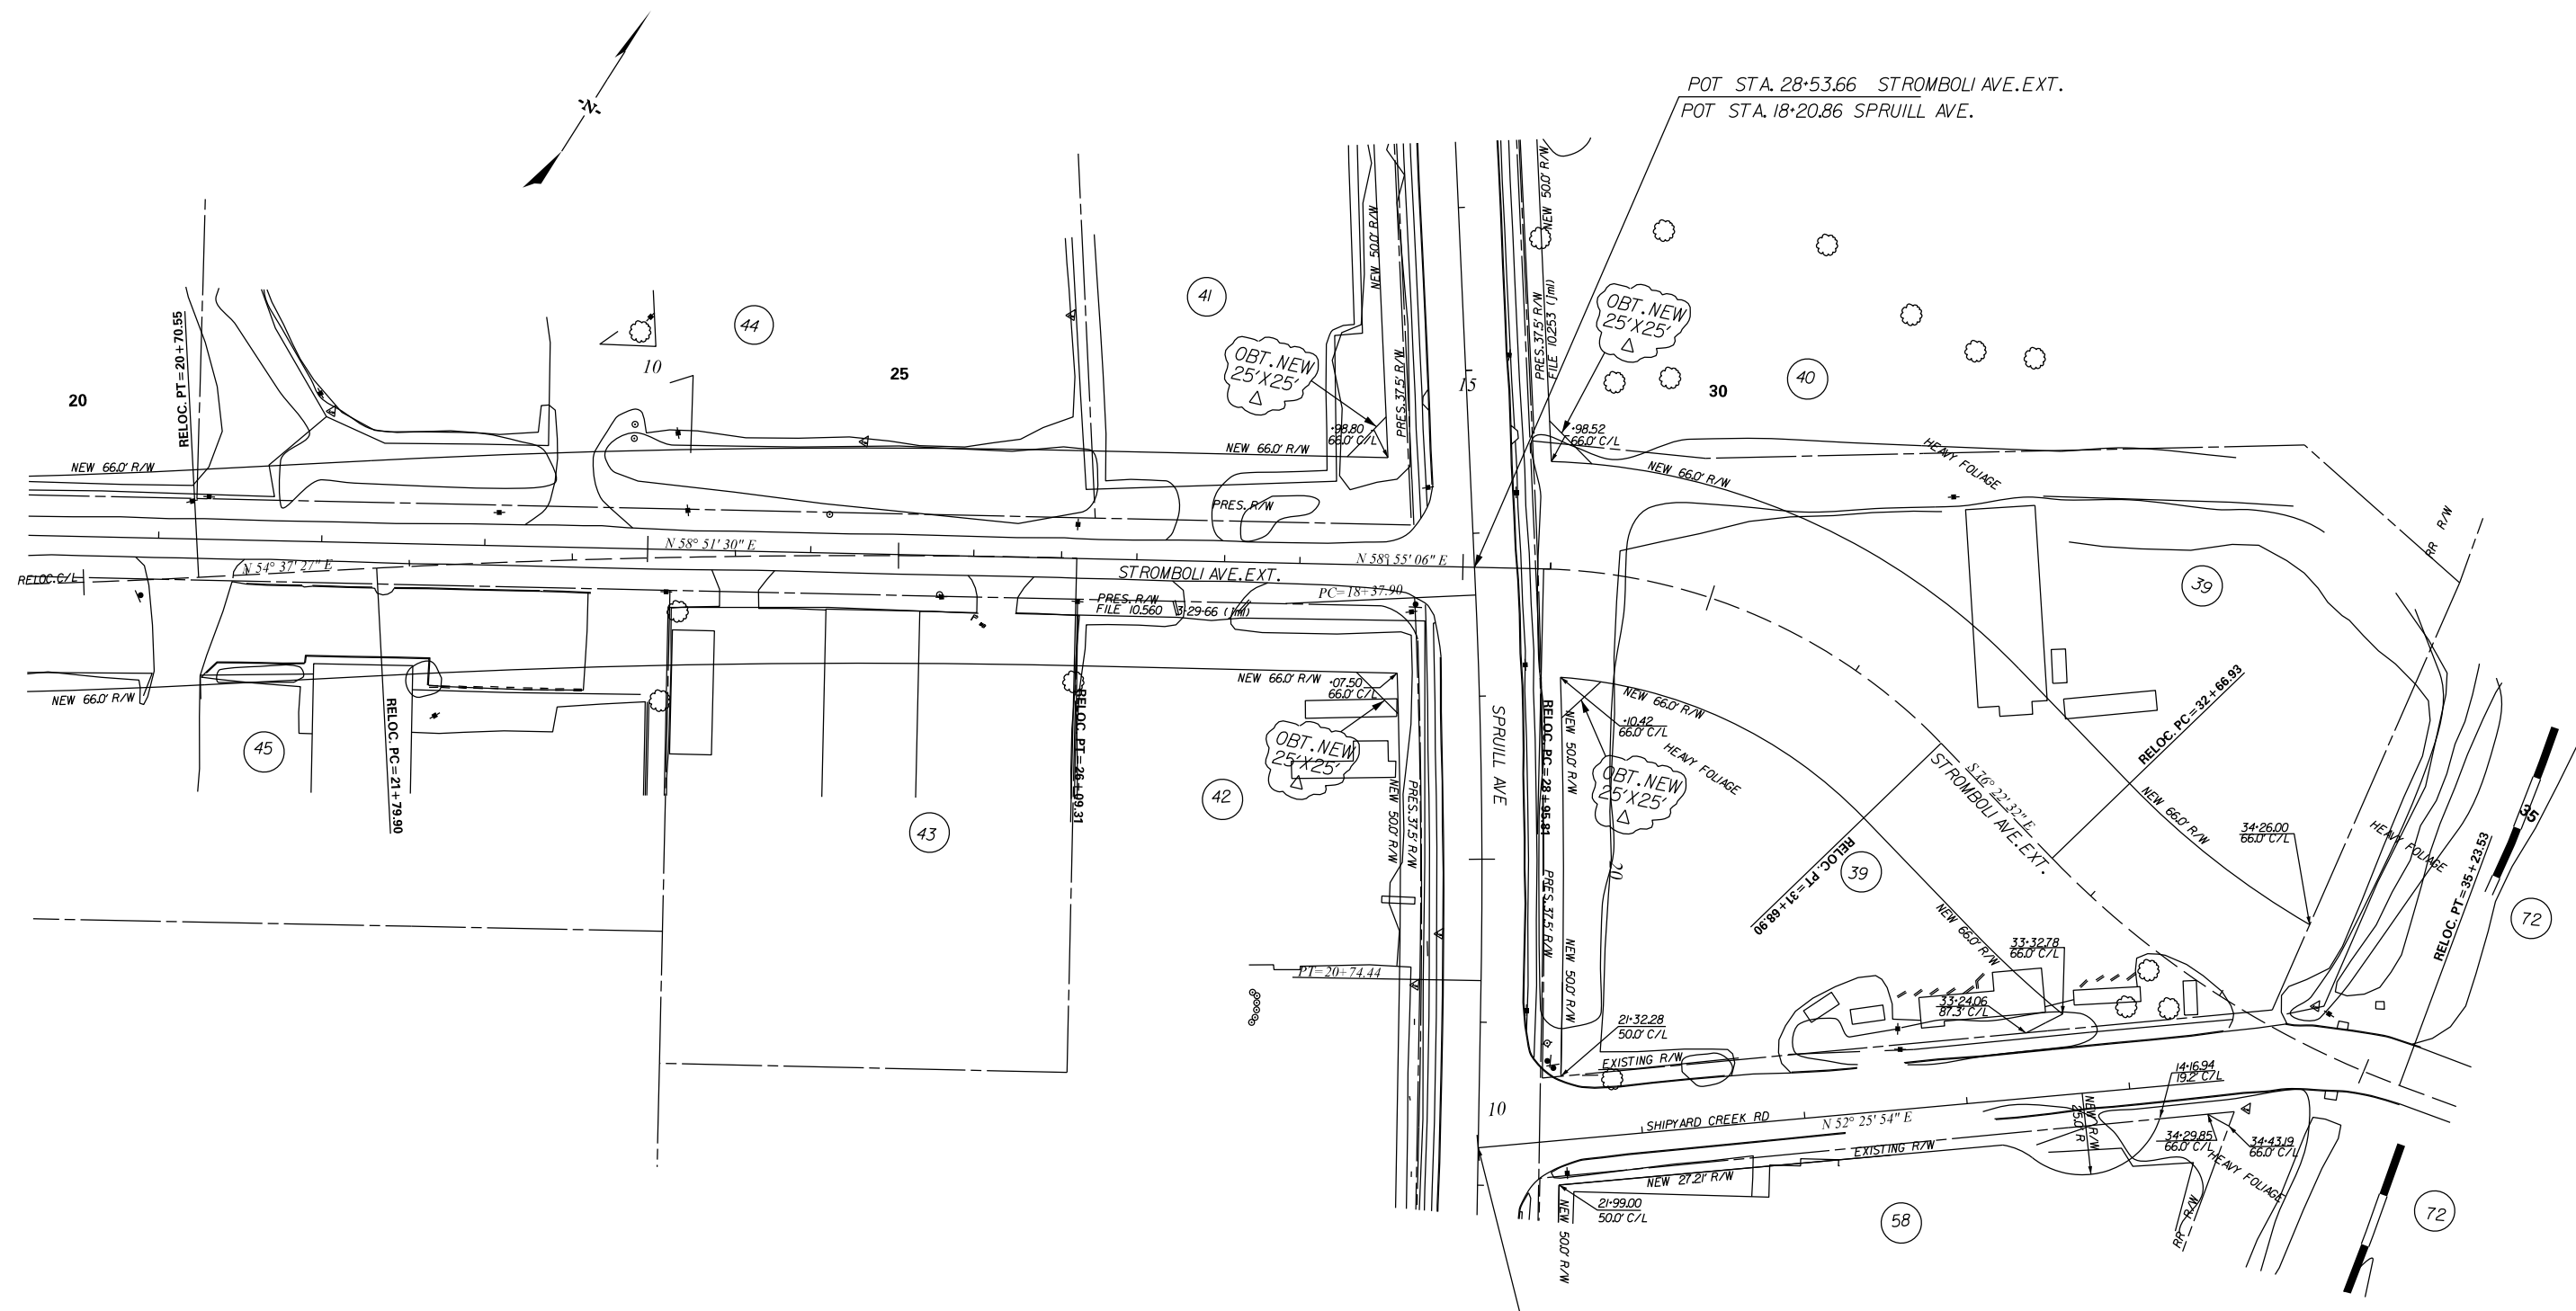 -N-
POT STA. 28+53.66 STROMBOLI AVE. EXT.
POT STA. 18+20.86 SPRUILL AVE.
NEW 50.0' R/W
NEW 50.0' R/W
PRES. 37.5' R/W
PRES. 37.5' R/W
FILE 10.253 (jml)
41
44
10
25
20
RELOC. PT = 20 + 70.55
OBT. NEW
25'X25'
△
OBT. NEW
25'X25'
△
15
30
40
+98.80
66.0' C/L
+98.52
66.0' C/L
NEW 66.0' R/W
NEW 66.0' R/W
NEW 66.0' R/W
HEAVY FOLIAGE
PRES. R/W
RR R/W
N 58° 51' 30" E
N 58° 55' 06" E
N 54° 37' 27" E
RELOC. C/L
STROMBOLI AVE. EXT.
PC=18+37.90
PRES. R/W
FILE 10.560 3-29-66 (jml)
39
NEW 66.0' R/W
NEW 66.0' R/W
+07.50
66.0' C/L
NEW 66.0' R/W
+10.42
66.0' C/L
45
RELOC. PC = 21 + 79.90
RELOC. PT = 26 + 09.31
43
42
OBT. NEW
25'X25'
△
NEW 50.0' R/W
PRES. 37.5' R/W
SPRUILL AVE
RELOC. PC = 28 + 95.81
NEW 50.0' R/W
HEAVY FOLIAGE
OBT. NEW
25'X25'
△
RELOC. PC = 32 + 66.93
S 76° 22' 32" E
STROMBOLI AVE. EXT.
NEW 66.0' R/W
34+26.00
66.0' C/L
HEAVY FOLIAGE
35
RELOC. PT = 35 + 23.53
72
20
39
RELOC. PT = 31 + 68.90
PRES. 37.5' R/W
NEW 50.0' R/W
NEW 66.0' R/W
33+32.78
66.0' C/L
33+24.06
87.3' C/L
PT=20+74.44
21+32.28
50.0' C/L
EXISTING R/W
10
SHIPYARD CREEK RD
N 52° 25' 54" E
14+16.94
19.2' C/L
NEW R/W
25.0' R
34+29.85
66.0' C/L
34+43.19
66.0' C/L
EXISTING R/W
HEAVY FOLIAGE
NEW 27.21' R/W
21+99.00
50.0' C/L
NEW 50.0' R/W
58
RR R/W
72